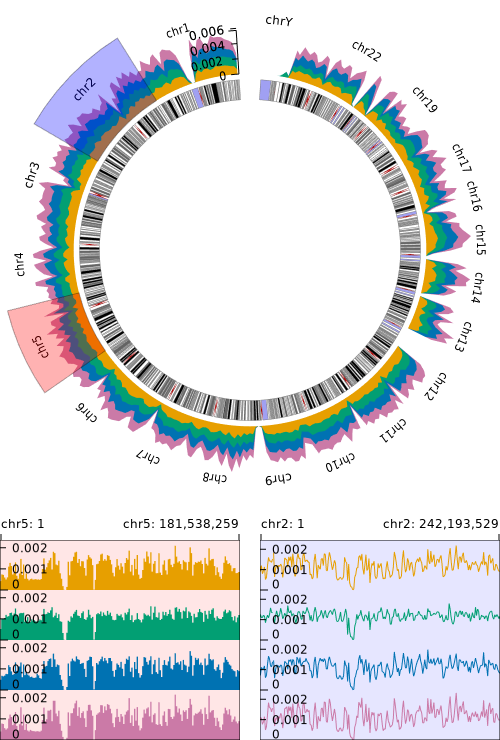 chrY
chr1
0.006
0.004
0.002
0
chr22
chr2
chr19
chr17
chr3
chr16
chr15
chr4
chr14
chr5
chr13
chr12
chr6
chr11
chr7
chr10
chr8
chr9
chr5: 1
chr5: 181,538,259
chr2: 1
chr2: 242,193,529
0.002
0.001
0
0.002
0.001
0
0.002
0.001
0
0.002
0.001
0
0.002
0.001
0
0.002
0.001
0
0.002
0.001
0
0.002
0.001
0